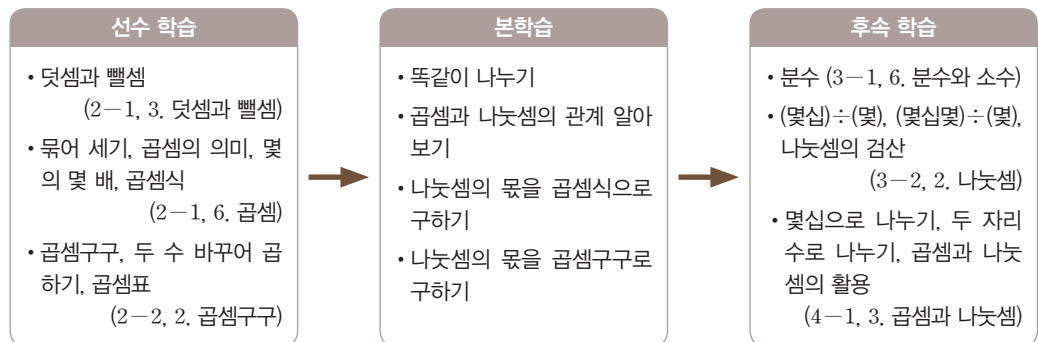 선수 학습
• 덧셈과 뺄셈
(2－1, 3. 덧셈과 뺄셈)
• 묶어 세기, 곱셈의 의미, 몇
의 몇 배, 곱셈식
(2－1, 6. 곱셈)
• 곱셈구구, 두 수 바꾸어 곱
하기, 곱셈표
(2－2, 2. 곱셈구구)
본학습
• 똑같이 나누기
• 곱셈과 나눗셈의 관계 알아
보기
• 나눗셈의 몫을 곱셈식으로
구하기
• 나눗셈의 몫을 곱셈구구로
구하기
후속 학습
• 분수 (3－1, 6. 분수와 소수)
• (몇십)÷(몇), (몇십몇)÷(몇),
나눗셈의 검산
(3－2, 2. 나눗셈)
• 몇십으로 나누기, 두 자리
수로 나누기, 곱셈과 나눗
셈의 활용
(4－1, 3. 곱셈과 나눗셈)